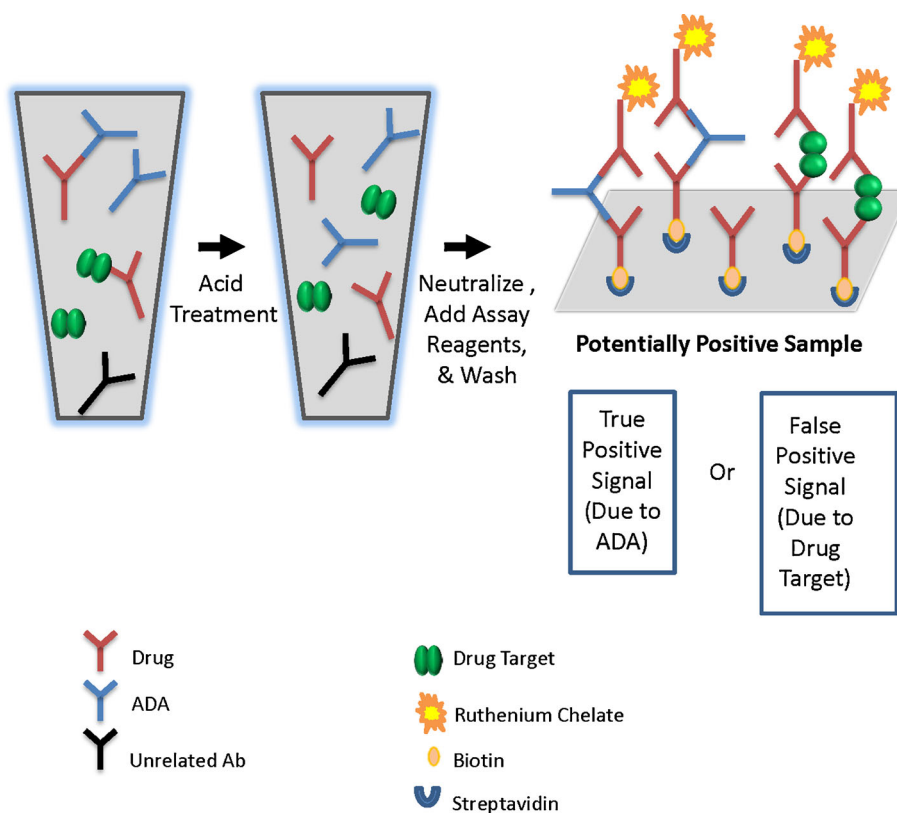 Acid
Treatment
Neutralize ,
Add Assay
Reagents,
& Wash
Potentially Positive Sample
True
Positive
Signal
(Due to
ADA)
Or
False
Positive
Signal
(Due to
Drug
Target)
Drug
ADA
Unrelated Ab
Drug Target
Ruthenium Chelate
Biotin
Streptavidin